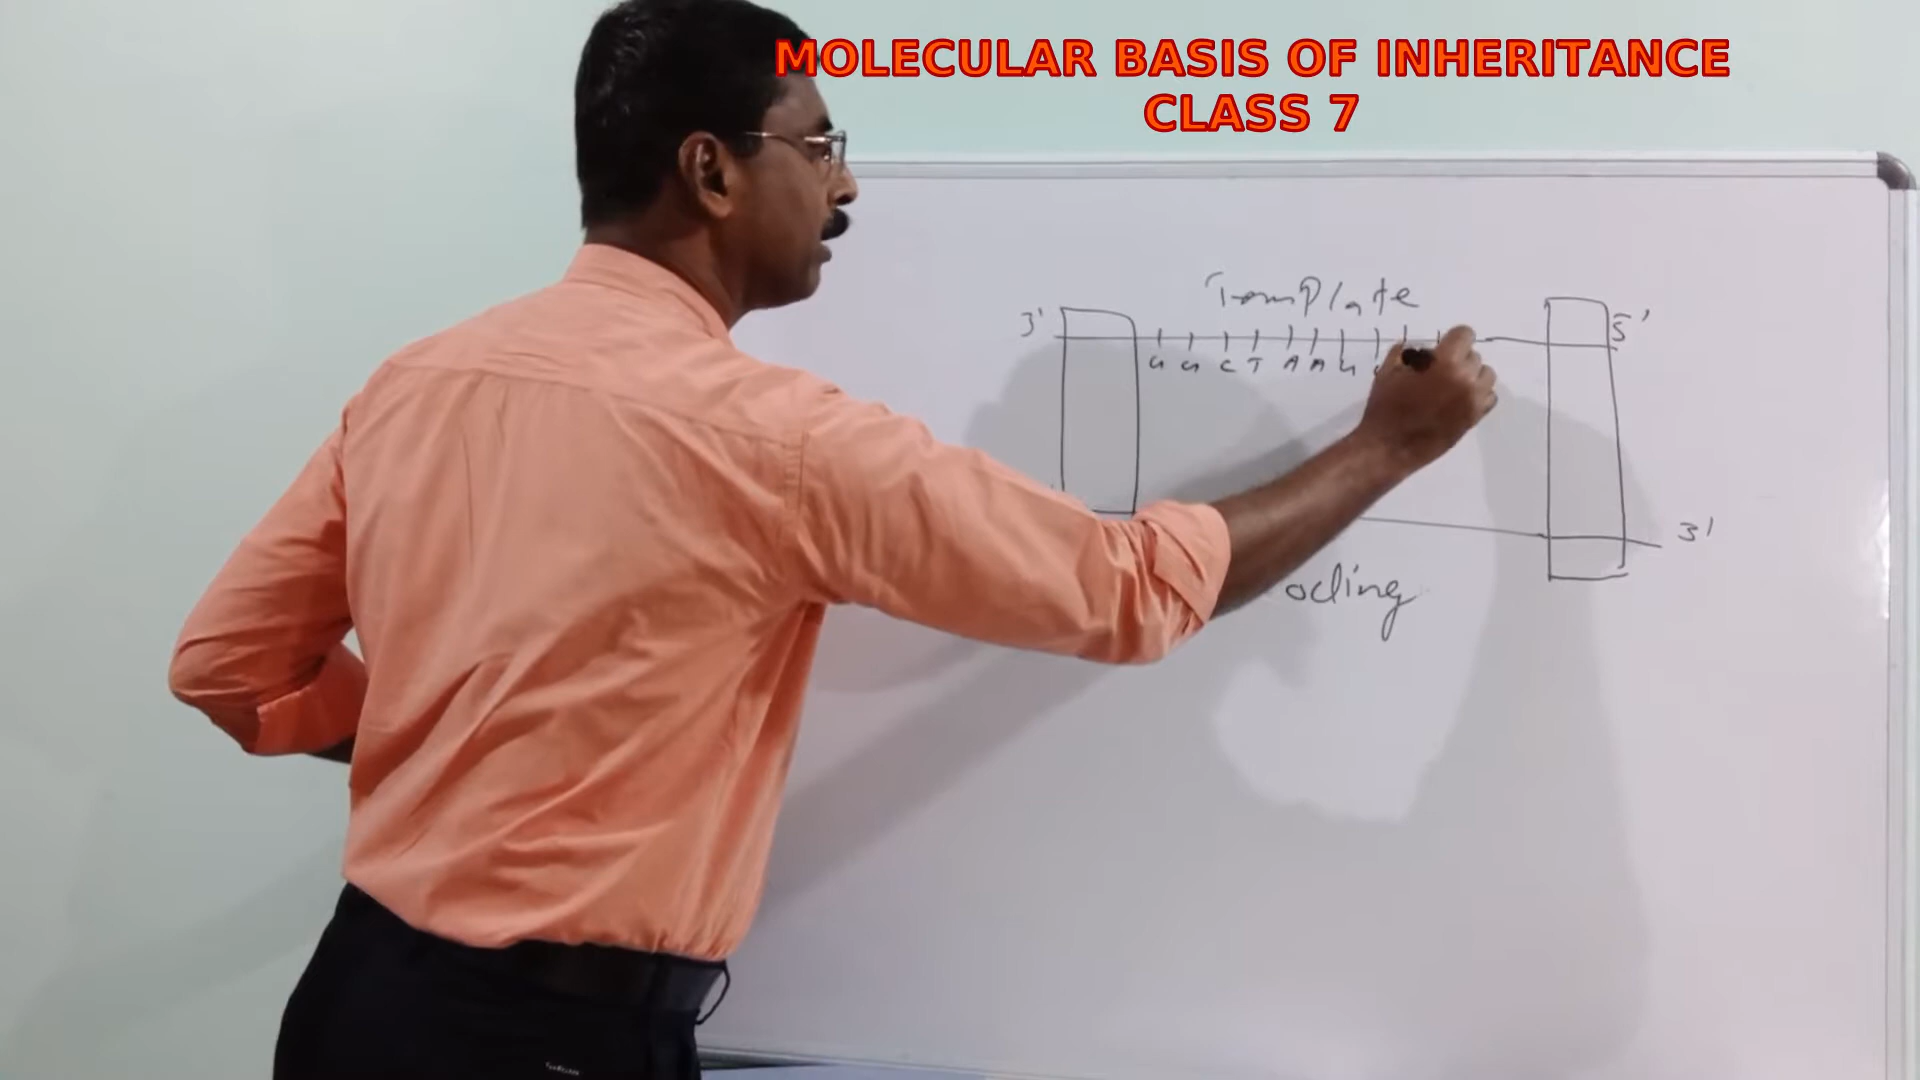 MOLECULAR BASIS OF INHERITANCE
CLASS 7
Template
3' 5'
G G C T A A G
3'
oding